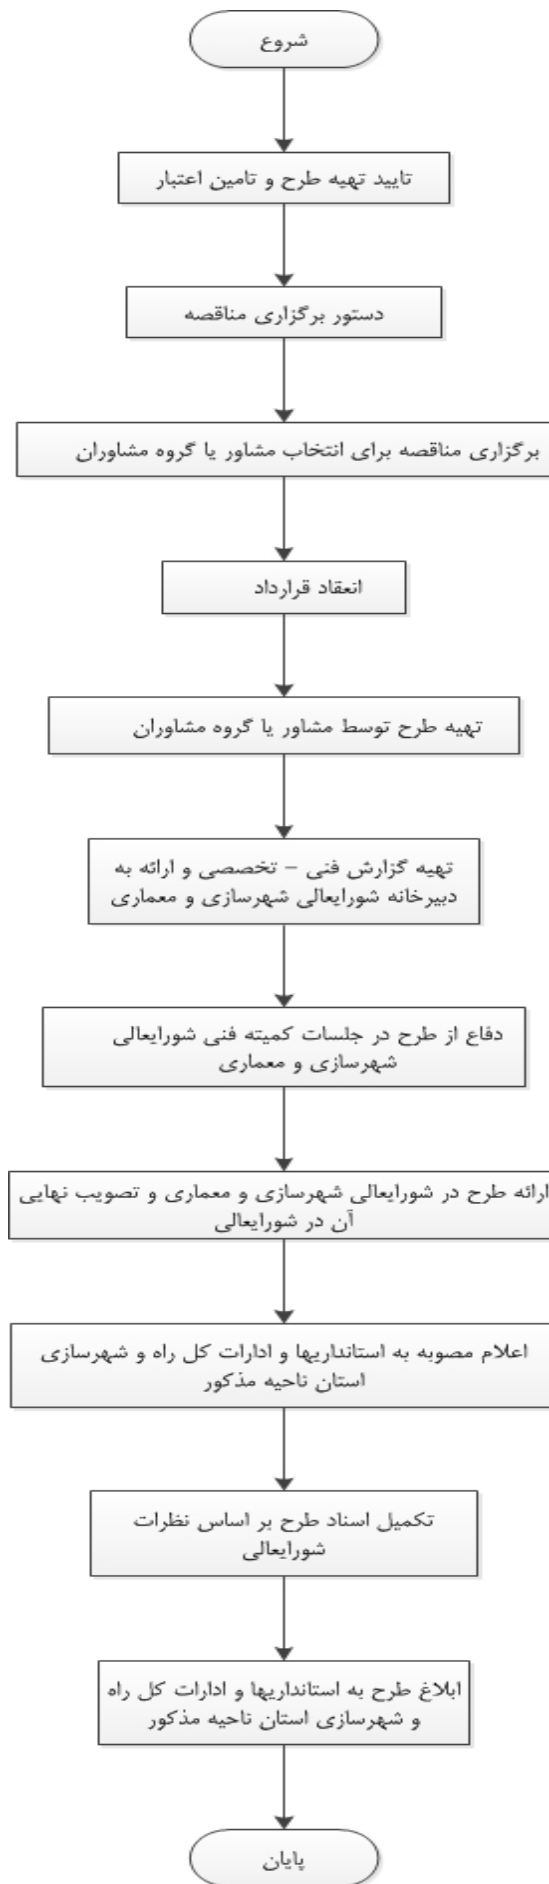 شروع
تایید تهیه طرح و تامین اعتبار
دستور برگزاری مناقصه
برگزاری مناقصه برای انتخاب مشاور یا گروه مشاوران
انعقاد قرارداد
تهیه طرح توسط مشاور یا گروه مشاوران
تهیه گزارش فنی – تخصصی و ارائه به
دبیرخانه شورایعالی شهرسازی و معماری
دفاع از طرح در جلسات کمیته فنی شورایعالی
شهرسازی و معماری
ارائه طرح در شورایعالی شهرسازی و معماری و تصویب نهایی
آن در شورایعالی
اعلام مصوبه به استانداریها و ادارات کل راه و شهرسازی
استان ناحیه مذکور
تکمیل اسناد طرح بر اساس نظرات
شورایعالی
ابلاغ طرح به استانداریها و ادارات کل راه
و شهرسازی استان ناحیه مذکور
پایان